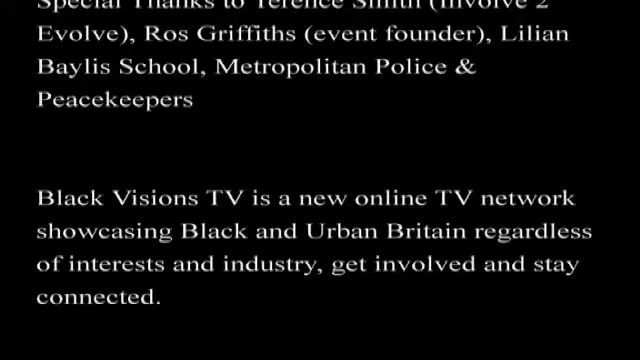 Special Thanks to Terence Smith (Involve 2
Evolve), Ros Griffiths (event founder), Lilian
Baylis School, Metropolitan Police &
Peacekeepers
Black Visions TV is a new online TV network
showcasing Black and Urban Britain regardless
of interests and industry, get involved and stay
connected.